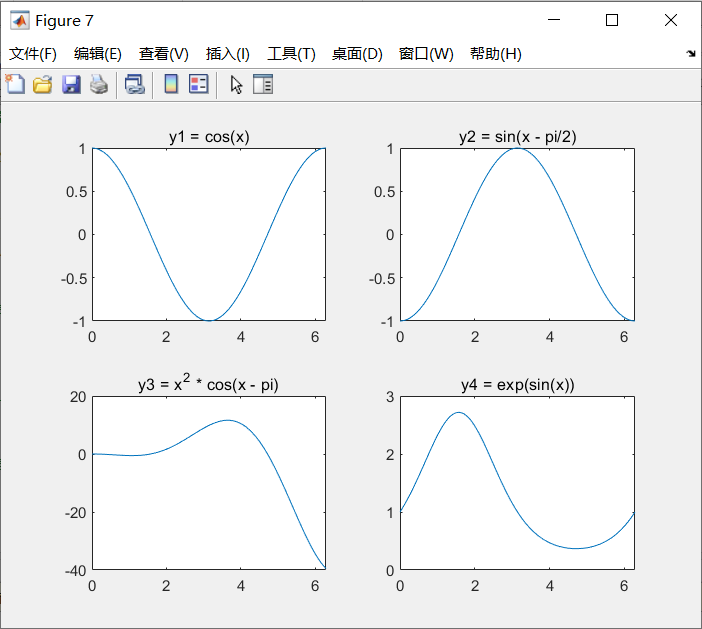 Figure 7
文件(F) 编辑(E) 查看(V) 插入(I) 工具(T) 桌面(D) 窗口(W) 帮助(H)
y1 = cos(x)
1
0.5
0
-0.5
-1
0 2 4 6
y2 = sin(x - pi/2)
1
0.5
0
-0.5
-1
0 2 4 6
y3 = x² * cos(x - pi)
20
0
-20
-40
0 2 4 6
y4 = exp(sin(x))
3
2
1
0
0 2 4 6